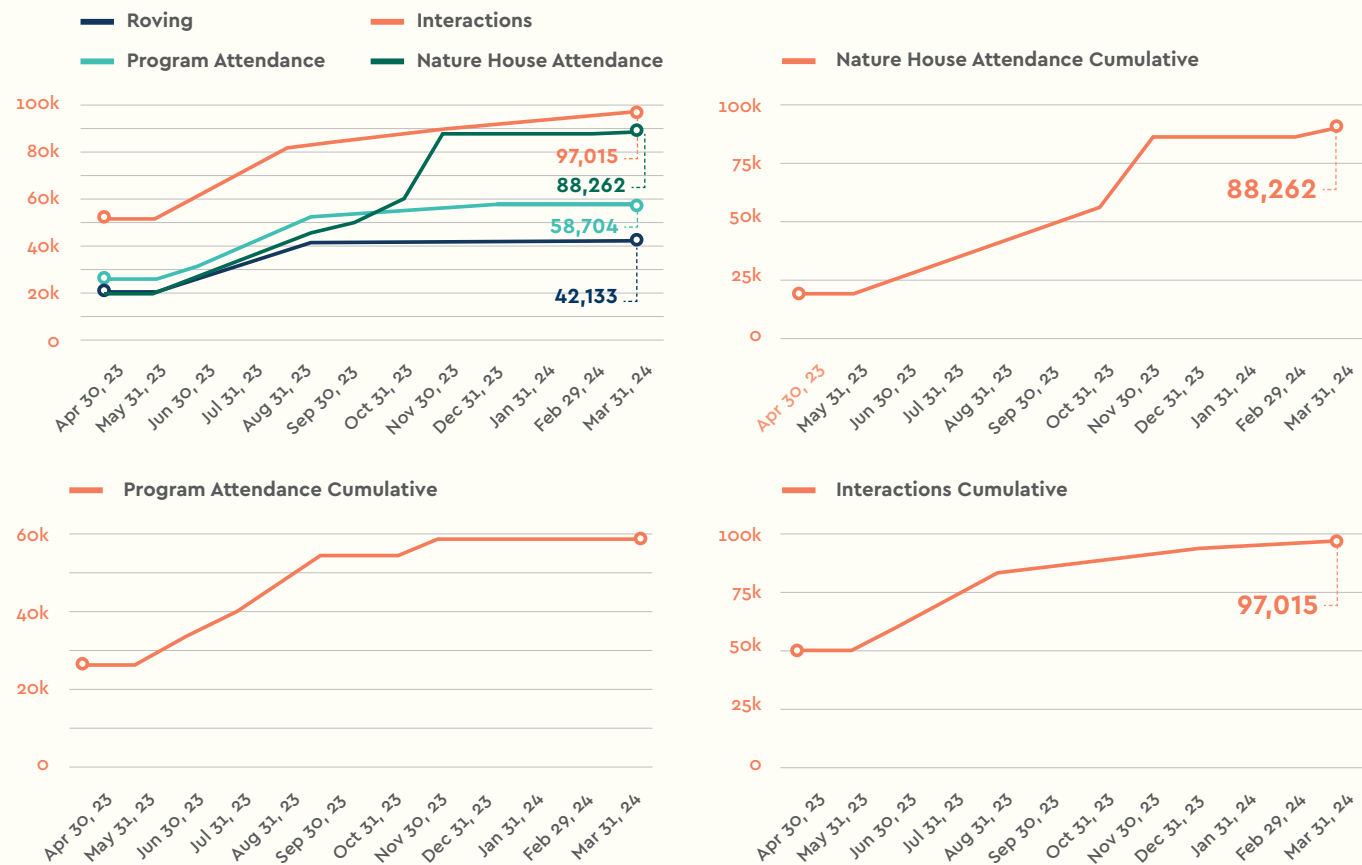 Roving
Interactions
Program Attendance
Nature House Attendance
100k
80k
60k
40k
20k
0
97,015
88,262
58,704
42,133
Apr 30, 23
May 31, 23
Jun 30, 23
Jul 31, 23
Aug 31, 23
Sep 30, 23
Oct 31, 23
Nov 30, 23
Dec 31, 23
Jan 31, 24
Feb 29, 24
Mar 31, 24
Nature House Attendance Cumulative
100k
75k
50k
25k
0
88,262
Apr 30, 23
May 31, 23
Jun 30, 23
Jul 31, 23
Aug 31, 23
Sep 30, 23
Oct 31, 23
Nov 30, 23
Dec 31, 23
Jan 31, 24
Feb 29, 24
Mar 31, 24
Program Attendance Cumulative
60k
40k
20k
0
Apr 30, 23
May 31, 23
Jun 30, 23
Jul 31, 23
Aug 31, 23
Sep 30, 23
Oct 31, 23
Nov 30, 23
Dec 31, 23
Jan 31, 24
Feb 29, 24
Mar 31, 24
Interactions Cumulative
100k
75k
50k
25k
0
97,015
Apr 30, 23
May 31, 23
Jun 30, 23
Jul 31, 23
Aug 31, 23
Sep 30, 23
Oct 31, 23
Nov 30, 23
Dec 31, 23
Jan 31, 24
Feb 29, 24
Mar 31, 24